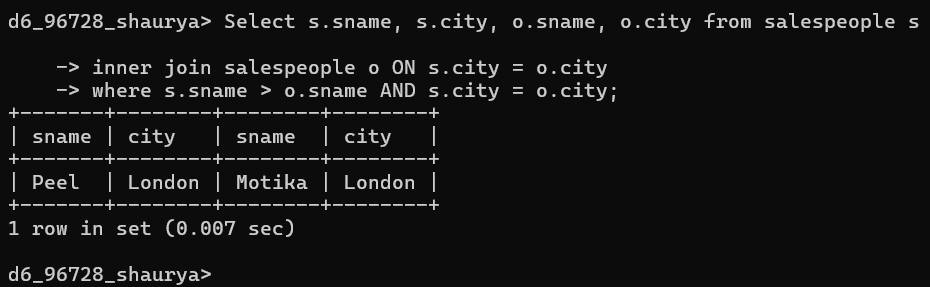 d6_96728_shaurya> Select s.sname, s.city, o.sname, o.city from salespeople s
    -> inner join salespeople o ON s.city = o.city
    -> where s.sname > o.sname AND s.city = o.city;
+-------+--------+--------+--------+
| sname | city   | sname  | city   |
+-------+--------+--------+--------+
| Peel  | London | Motika | London |
+-------+--------+--------+--------+
1 row in set (0.007 sec)
d6_96728_shaurya>